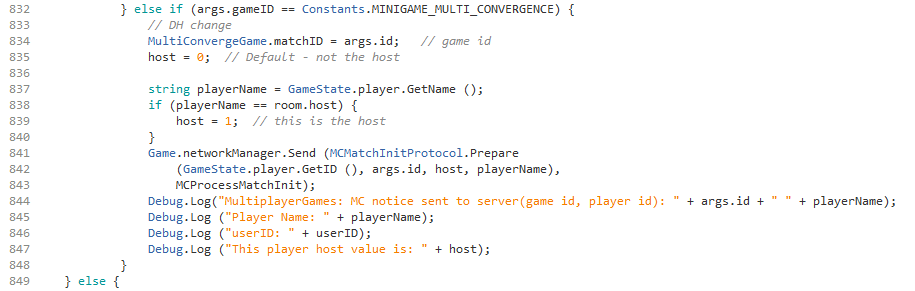 832 } else if (args.gameID == Constants.MINIGAME_MULTI_CONVERGENCE) {
833 // DH change
834 MultiConvergeGame.matchID = args.id; // game id
835 host = 0; // Default - not the host
836
837 string playerName = GameState.player.GetName ();
838 if (playerName == room.host) {
839 host = 1; // this is the host
840 }
841 Game.networkManager.Send (MCMatchInitProtocol.Prepare
842 (GameState.player.GetID (), args.id, host, playerName),
843 MCProcessMatchInit);
844 Debug.Log("MultiplayerGames: MC notice sent to server(game id, player id): " + args.id + " " + playerName);
845 Debug.Log ("Player Name: " + playerName);
846 Debug.Log ("userID: " + userID);
847 Debug.Log ("This player host value is: " + host);
848 }
849 } else {